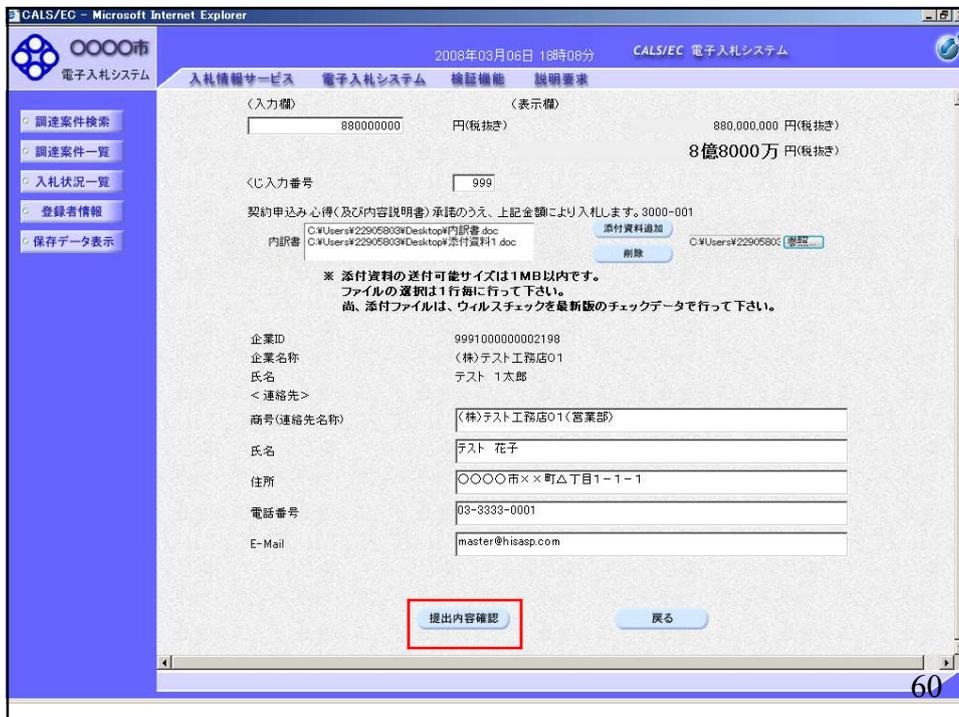 CALS/EC - Microsoft Internet Explorer
〇〇〇〇市
電子入札システム
2008年03月06日 18時08分
CALS/EC 電子入札システム
入札情報サービス 電子入札システム 検証機能 説明要求
調達案件検索
調達案件一覧
入札状況一覧
登録者情報
保存データ表示
(入力欄) (表示欄)
880000000 円(税抜き) 880,000,000 円(税抜き)
8億8000万 円(税抜き)
くじ入力番号 999
契約申込み心得(及び内容説明書)承諾のうえ、上記金額により入札します。3000-001
内訳書
C:¥Users¥22905803¥Desktop¥内訳書.doc
C:¥Users¥22905803¥Desktop¥添付資料1.doc
添付資料追加
削除
C:¥Users¥2290580 参照...
※ 添付資料の送付可能サイズは1MB以内です。
ファイルの選択は1行毎に行って下さい。
尚、添付ファイルは、ウィルスチェックを最新版のチェックデータで行って下さい。
企業ID 9991000000002198
企業名称 (株)テスト工務店01
氏名 テスト 1太郎
<連絡先>
商号(連絡先名称) (株)テスト工務店01(営業部)
氏名 テスト 花子
住所 〇〇〇〇市××町△丁目1-1-1
電話番号 03-3333-0001
E-Mail master@hisasp.com
提出内容確認 戻る
60